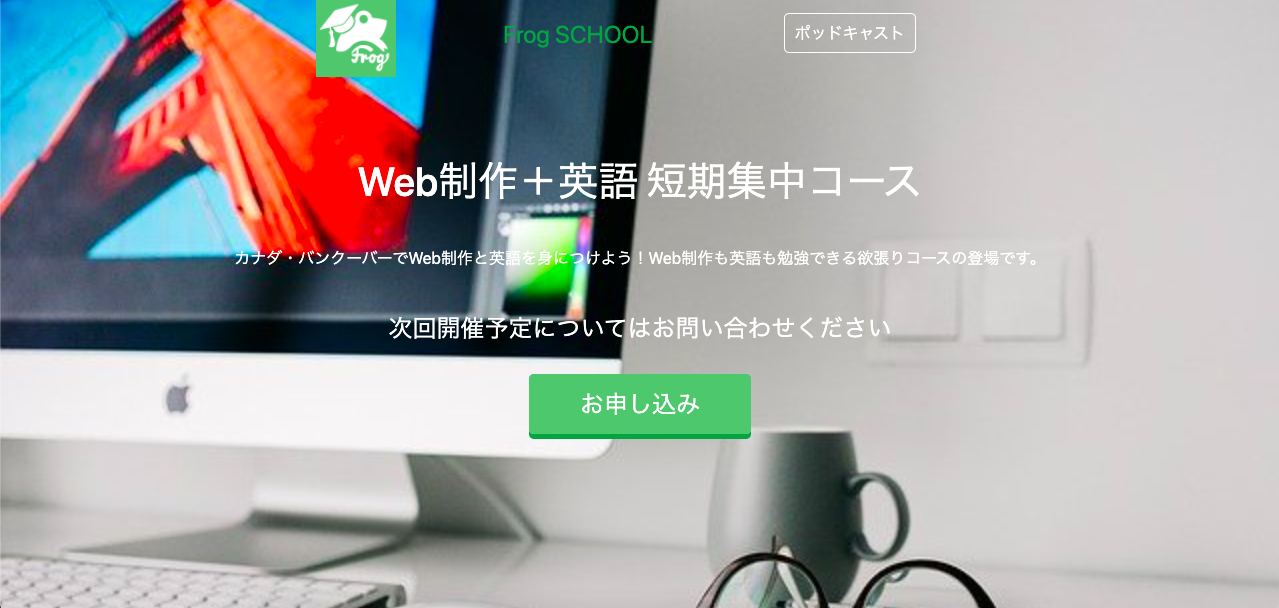 Frog
Frog SCHOOL
ポッドキャスト
Web制作＋英語 短期集中コース
カナダ・バンクーバーでWeb制作と英語を身につけよう！Web制作も英語も勉強できる欲張りコースの登場です。
次回開催予定についてはお問い合わせください
お申し込み